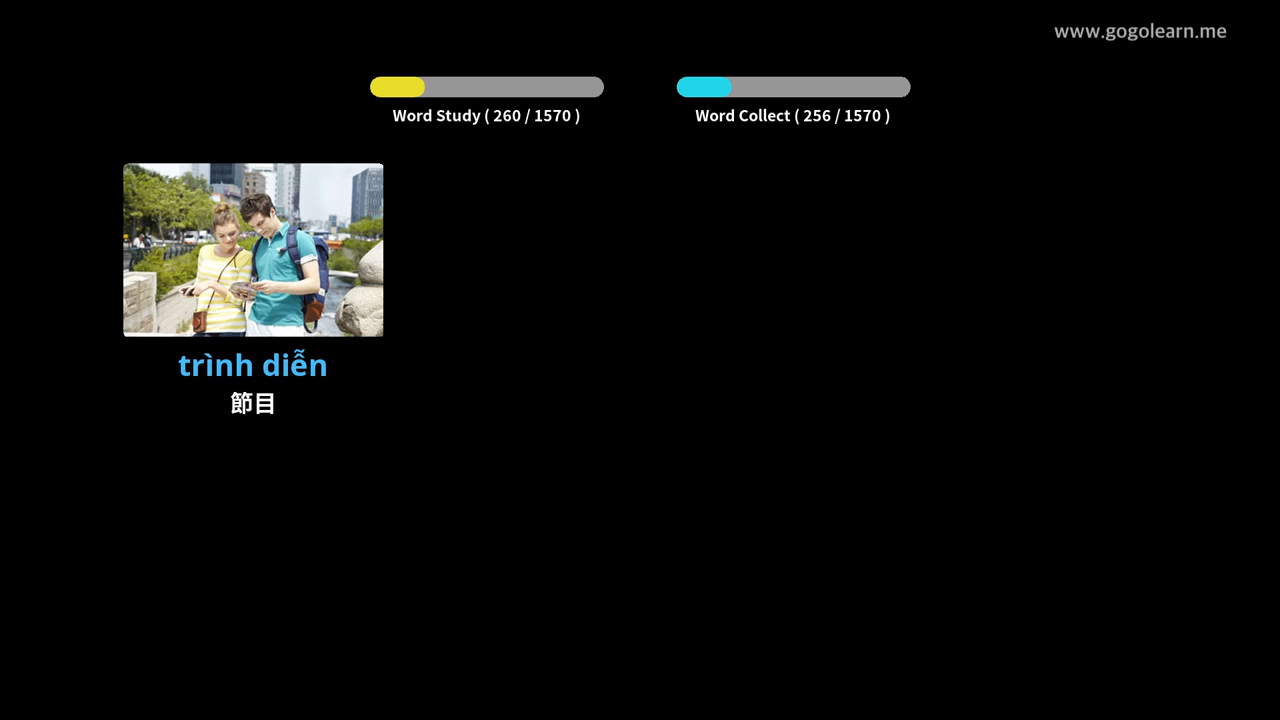 www.gogolearn.me
Word Study ( 260 / 1570 )
Word Collect ( 256 / 1570 )
trình diễn
節目